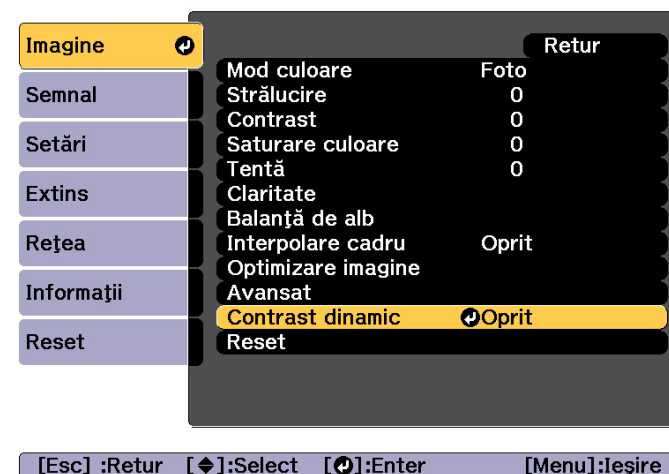 Imagine
Semnal
Setări
Extins
Reţea
Informaţii
Reset
Retur
Mod culoare Foto
Strălucire 0
Contrast 0
Saturare culoare 0
Tentă 0
Claritate
Balanţă de alb
Interpolare cadru Oprit
Optimizare imagine
Avansat
Contrast dinamic Oprit
Reset
[Esc] :Retur [◆]:Select [↵]:Enter [Menu]:Ieşire